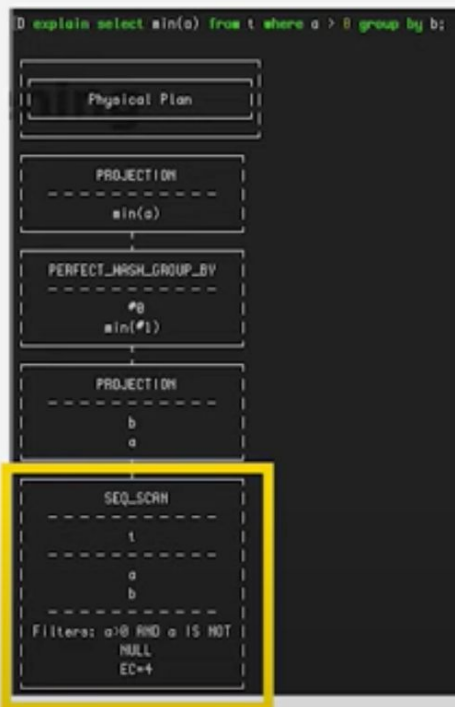 D explain select min(a) from t where a > 0 group by b;
Physical Plan
PROJECTION
min(a)
PERFECT_HASH_GROUP_BY
#0
min(#1)
PROJECTION
b
a
SEQ_SCAN
t
a
b
Filters: a>0 AND a IS NOT
NULL
EC=4